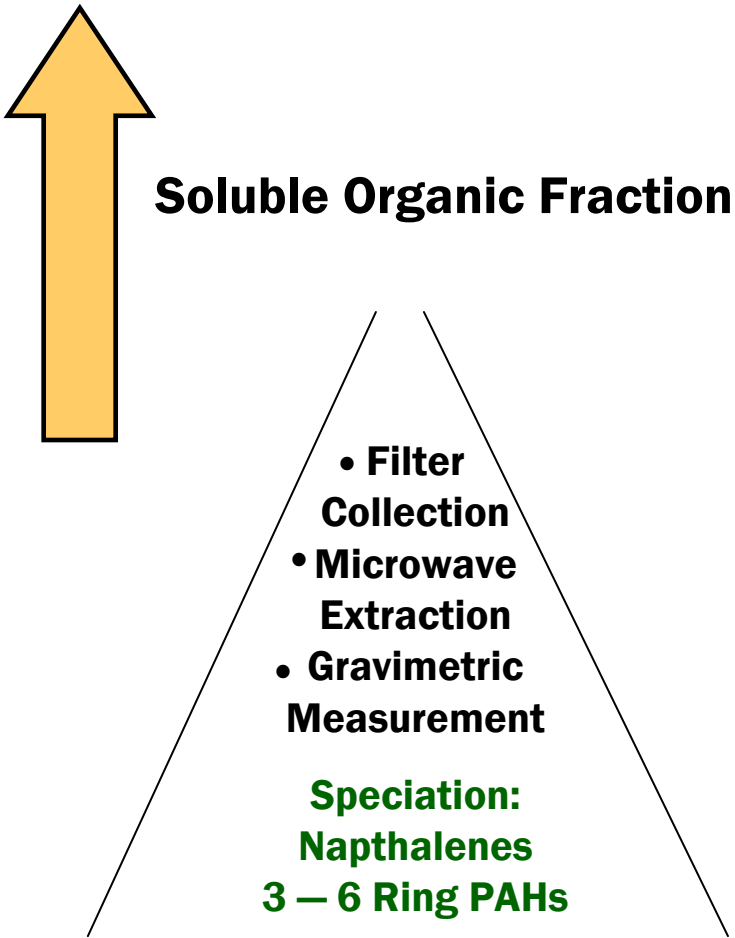 Soluble Organic Fraction
• Filter
Collection
• Microwave
Extraction
• Gravimetric
Measurement
Speciation:
Napthalenes
3 — 6 Ring PAHs